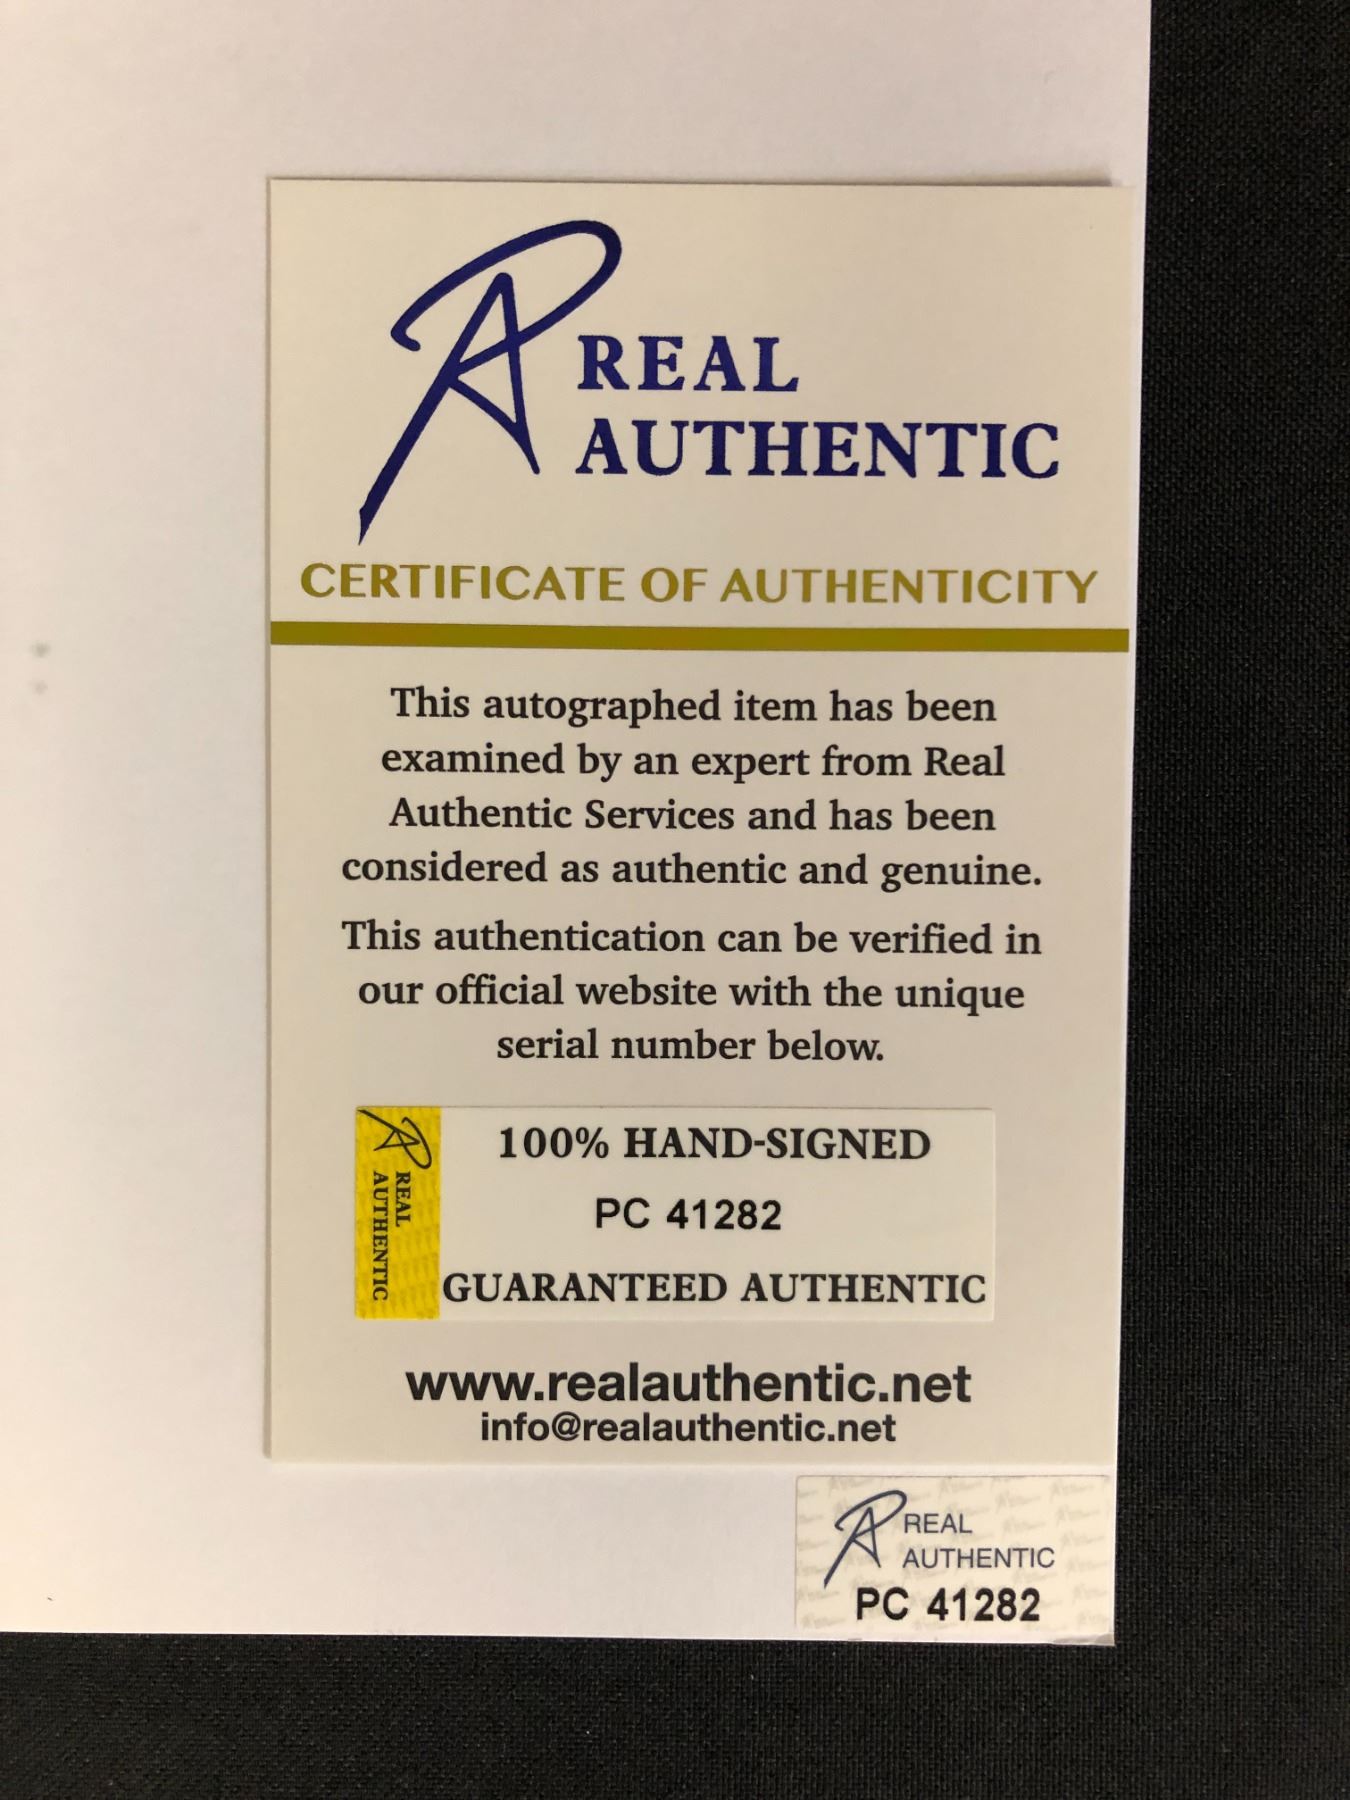 REAL
AUTHENTIC
CERTIFICATE OF AUTHENTICITY
This autographed item has been
examined by an expert from Real
Authentic Services and has been
considered as authentic and genuine.
This authentication can be verified in
our official website with the unique
serial number below.
REAL
AUTHENTIC
100% HAND-SIGNED
PC 41282
GUARANTEED AUTHENTIC
www.realauthentic.net
info@realauthentic.net
REAL
AUTHENTIC
PC 41282